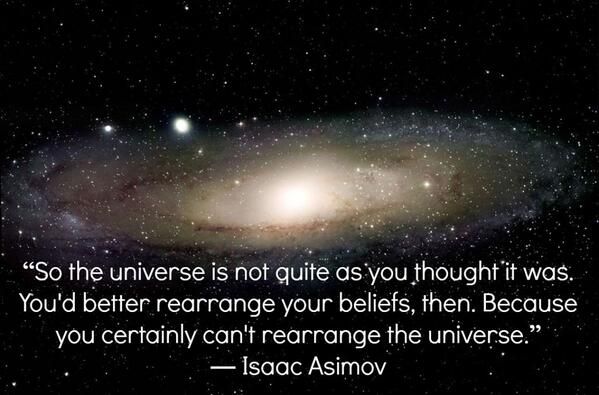 “So the universe is not quite as you thought it was.
You'd better rearrange your beliefs, then. Because
you certainly can't rearrange the universe.”
— Isaac Asimov